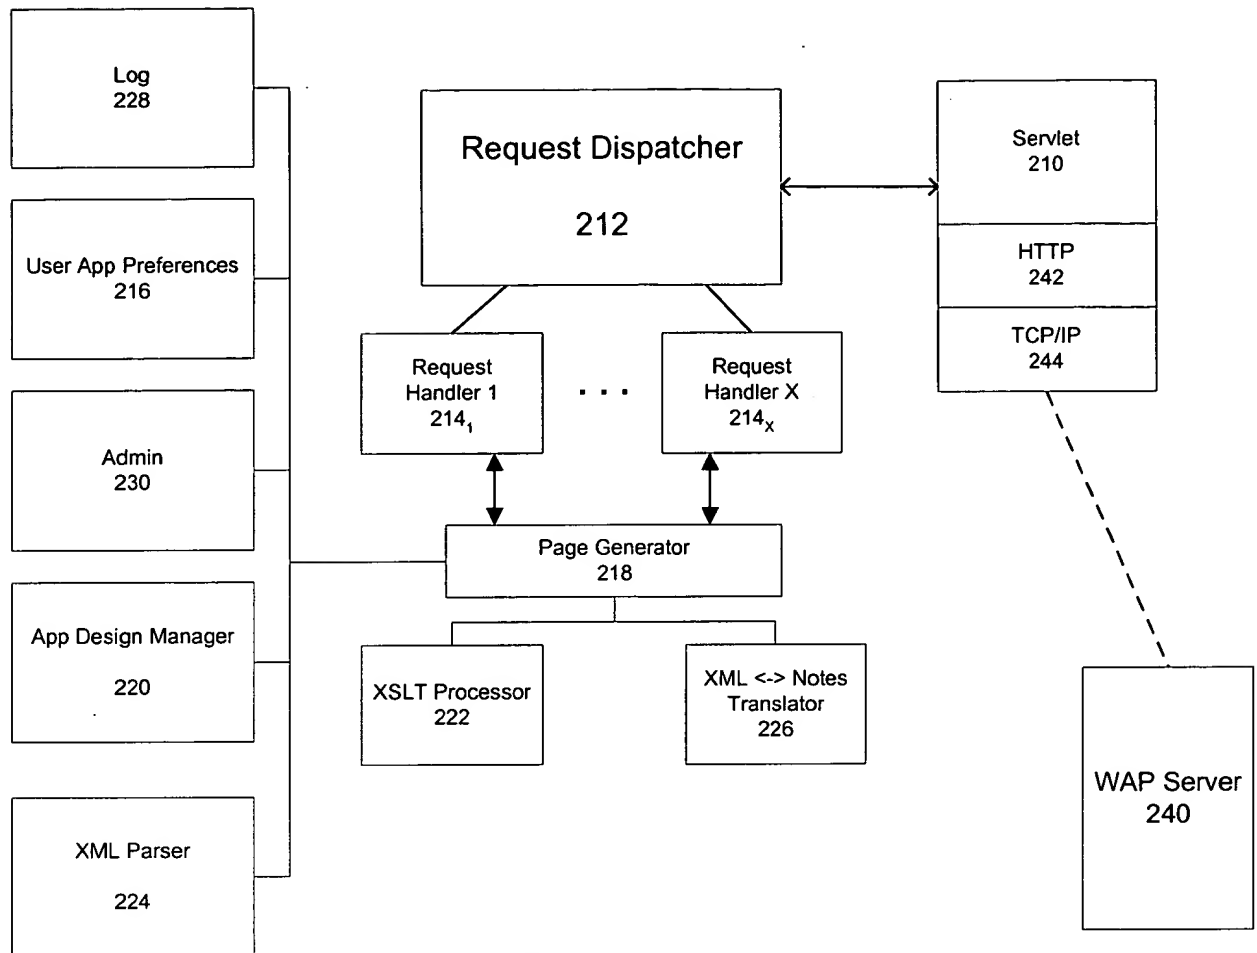 Log
228
User App Preferences
216
Admin
230
App Design Manager
220
XML Parser
224
Request Dispatcher
212
Request
Handler 1
214₁
. . .
Request
Handler X
214ₓ
Page Generator
218
XSLT Processor
222
XML <-> Notes
Translator
226
Servlet
210
HTTP
242
TCP/IP
244
WAP Server
240